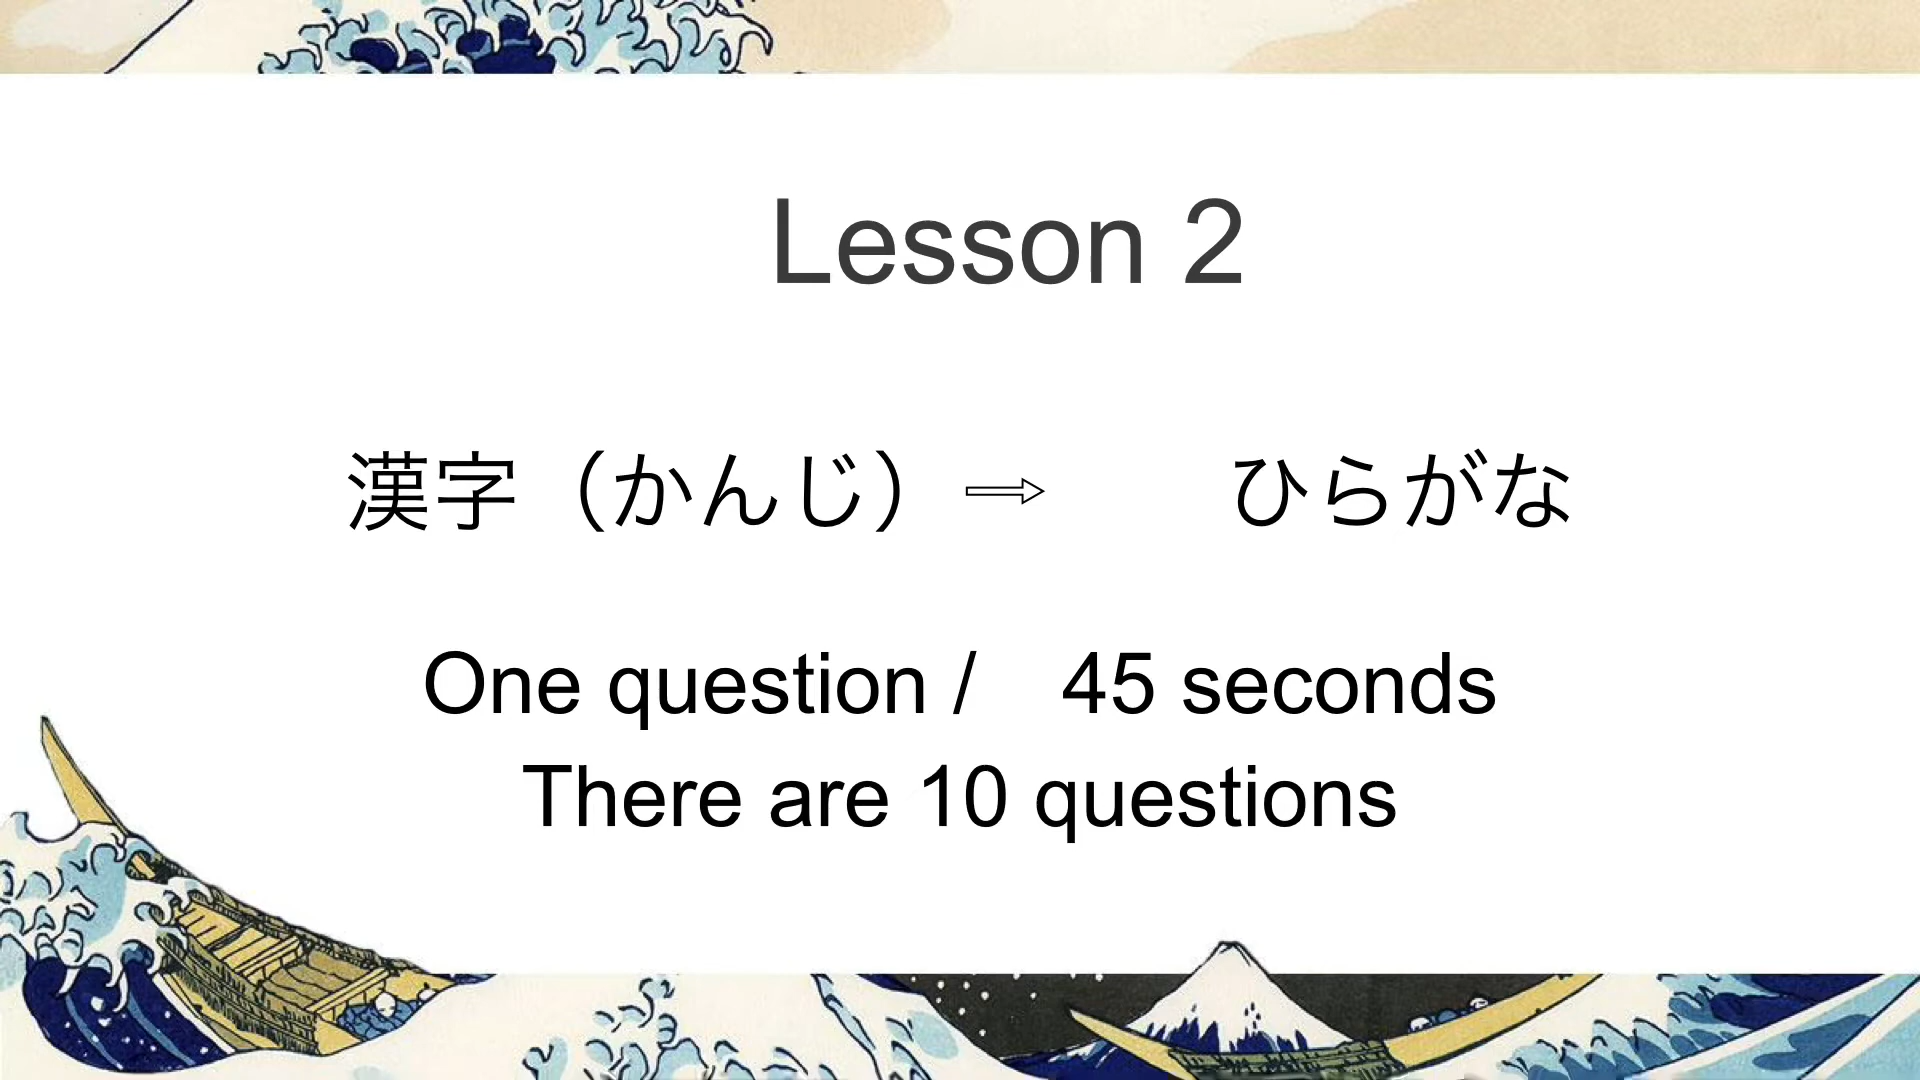 Lesson 2
漢字（かんじ）⇨　　ひらがな
One question /　45 seconds
There are 10 questions